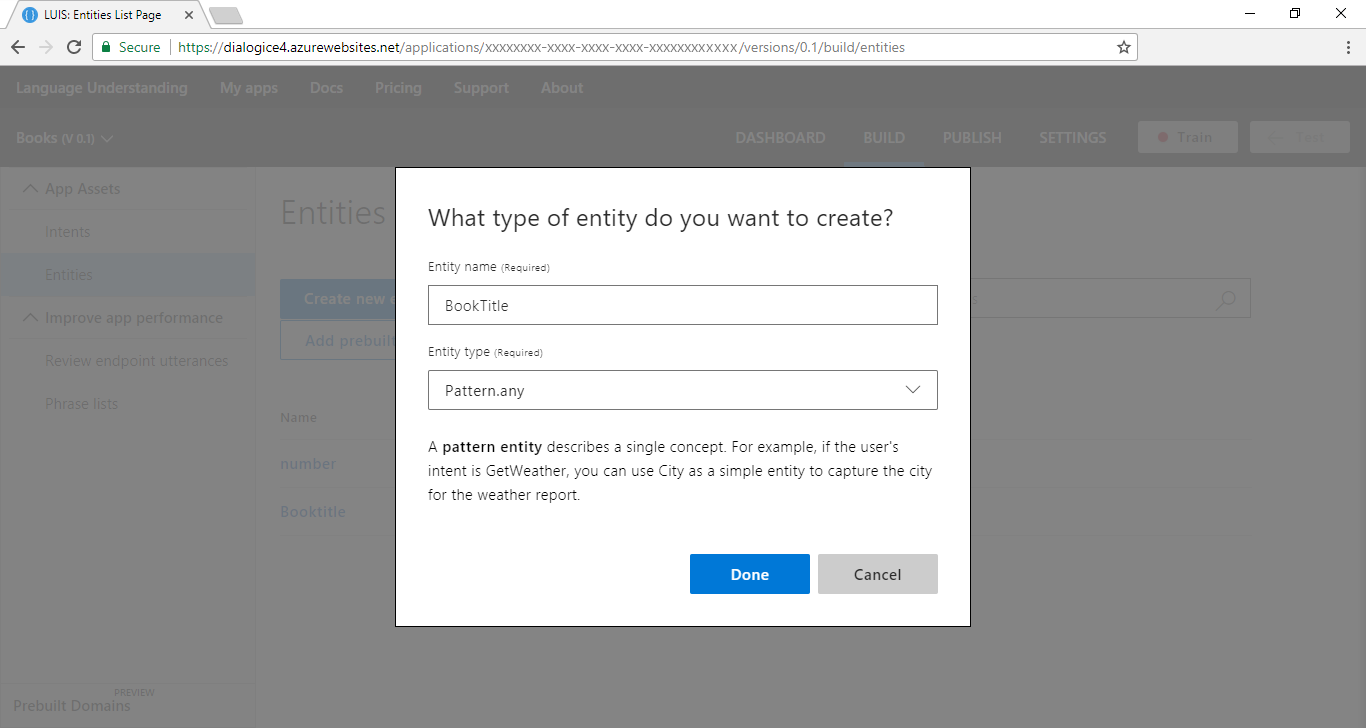 LUIS: Entities List Page
Secure https://dialogice4.azurewebsites.net/applications/xxxxxxxx-xxxx-xxxx-xxxx-xxxxxxxxxxxx/versions/0.1/build/entities
Language Understanding My apps Docs Pricing Support About
Books (V 0.1) DASHBOARD BUILD PUBLISH SETTINGS Train Test
App Assets
Intents
Entities
Improve app performance
Review endpoint utterances
Phrase lists
PREVIEW
Prebuilt Domains
Entities
Create new e
Add prebuilt
s
Name
number
Booktitle
What type of entity do you want to create?
Entity name (Required)
BookTitle
Entity type (Required)
Pattern.any
A pattern entity describes a single concept. For example, if the user's
intent is GetWeather, you can use City as a simple entity to capture the city
for the weather report.
Done Cancel